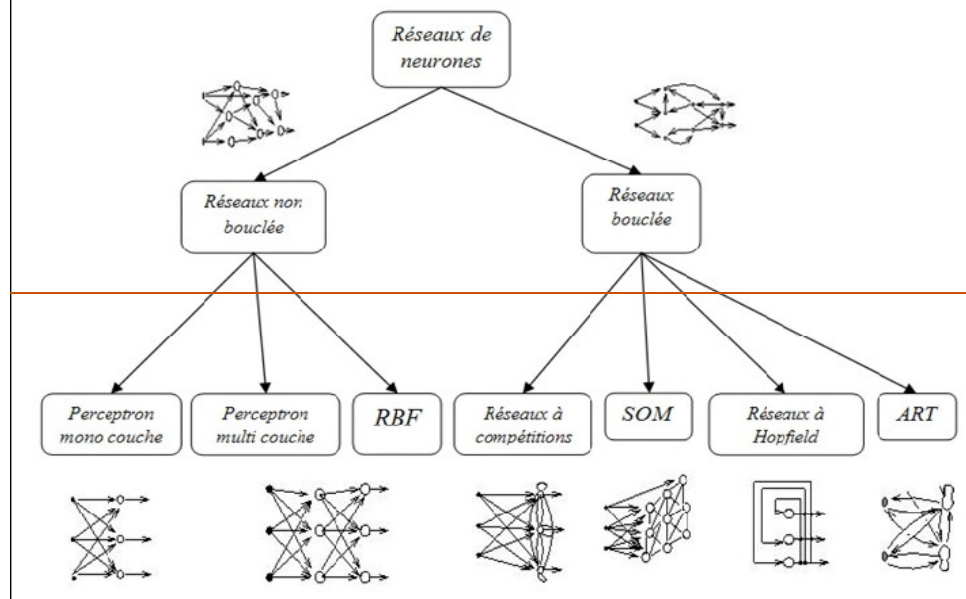 Réseaux de
neurones
Réseaux non
bouclée
Réseaux
bouclée
Perceptron
mono couche
Perceptron
multi couche
RBF
Réseaux à
compétitions
SOM
Réseaux à
Hopfield
ART